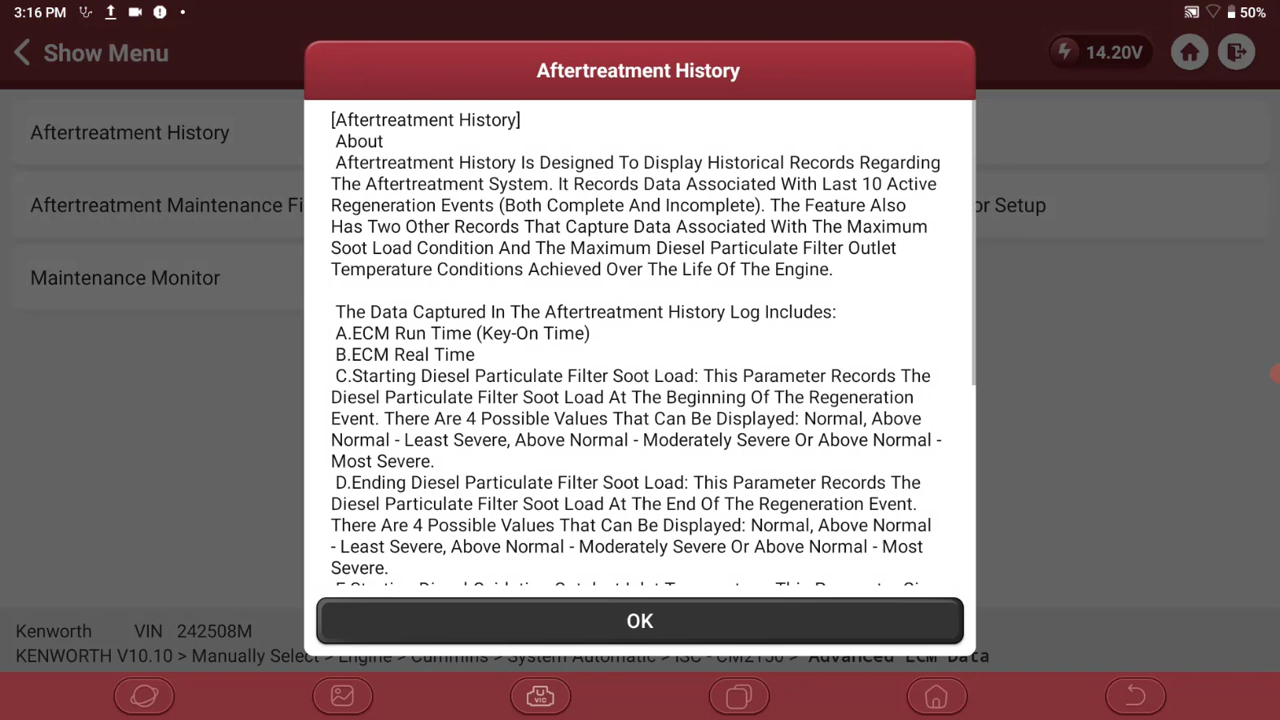 3:16 PM
50%
Show Menu
14.20V
Aftertreatment History
Aftertreatment History
Aftertreatment Maintenance Fi
or Setup
Maintenance Monitor
[Aftertreatment History]
About
Aftertreatment History Is Designed To Display Historical Records Regarding
The Aftertreatment System. It Records Data Associated With Last 10 Active
Regeneration Events (Both Complete And Incomplete). The Feature Also
Has Two Other Records That Capture Data Associated With The Maximum
Soot Load Condition And The Maximum Diesel Particulate Filter Outlet
Temperature Conditions Achieved Over The Life Of The Engine.
The Data Captured In The Aftertreatment History Log Includes:
A.ECM Run Time (Key-On Time)
B.ECM Real Time
C.Starting Diesel Particulate Filter Soot Load: This Parameter Records The
Diesel Particulate Filter Soot Load At The Beginning Of The Regeneration
Event. There Are 4 Possible Values That Can Be Displayed: Normal, Above
Normal - Least Severe, Above Normal - Moderately Severe Or Above Normal -
Most Severe.
D.Ending Diesel Particulate Filter Soot Load: This Parameter Records The
Diesel Particulate Filter Soot Load At The End Of The Regeneration Event.
There Are 4 Possible Values That Can Be Displayed: Normal, Above Normal
- Least Severe, Above Normal - Moderately Severe Or Above Normal - Most
Severe.
OK
Kenworth VIN 242508M
KENWORTH V10.10 > Manually Select > Engine > Cummins > System Automatic > ISC - CM2150 > Advanced ECM Data
VIC